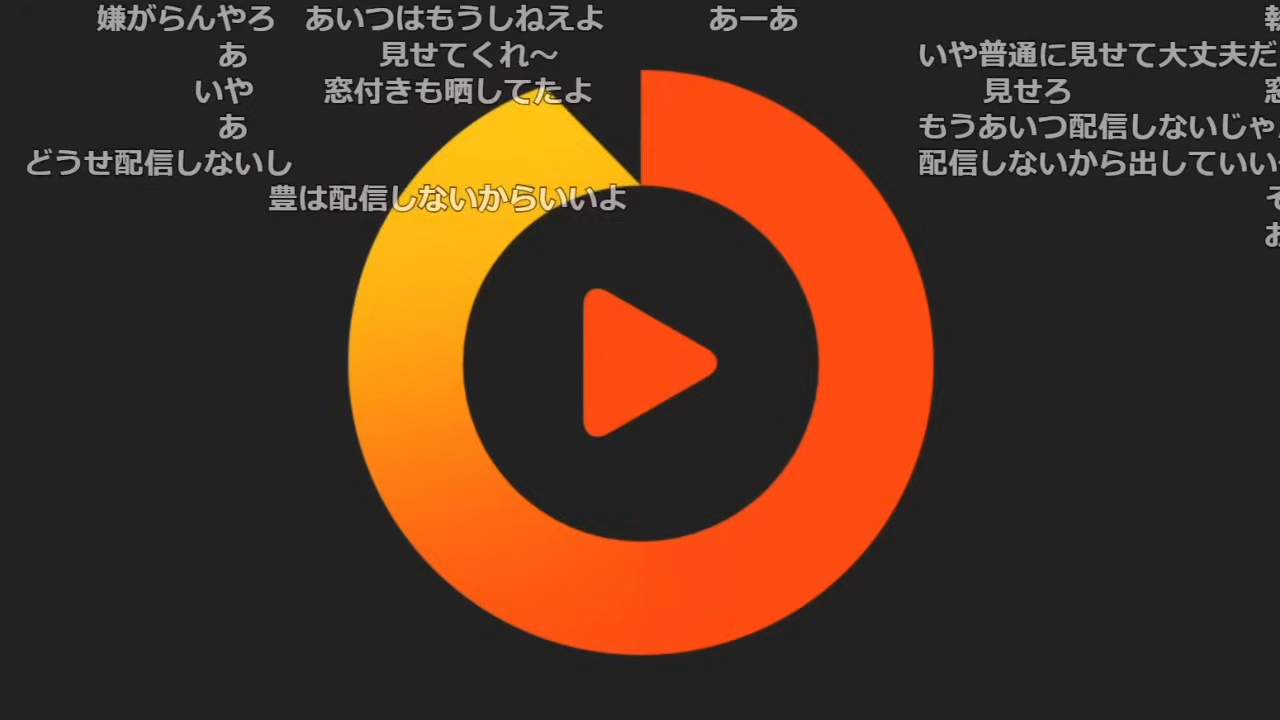 嫌がらんやろ あいつはもうしねえよ あーあ
あ 見せてくれ～ いや普通に見せて大丈夫だ
いや 窓付きも晒してたよ 見せろ
あ もうあいつ配信しないじゃ
どうせ配信しないし 配信しないから出していい
豊は配信しないからいいよ